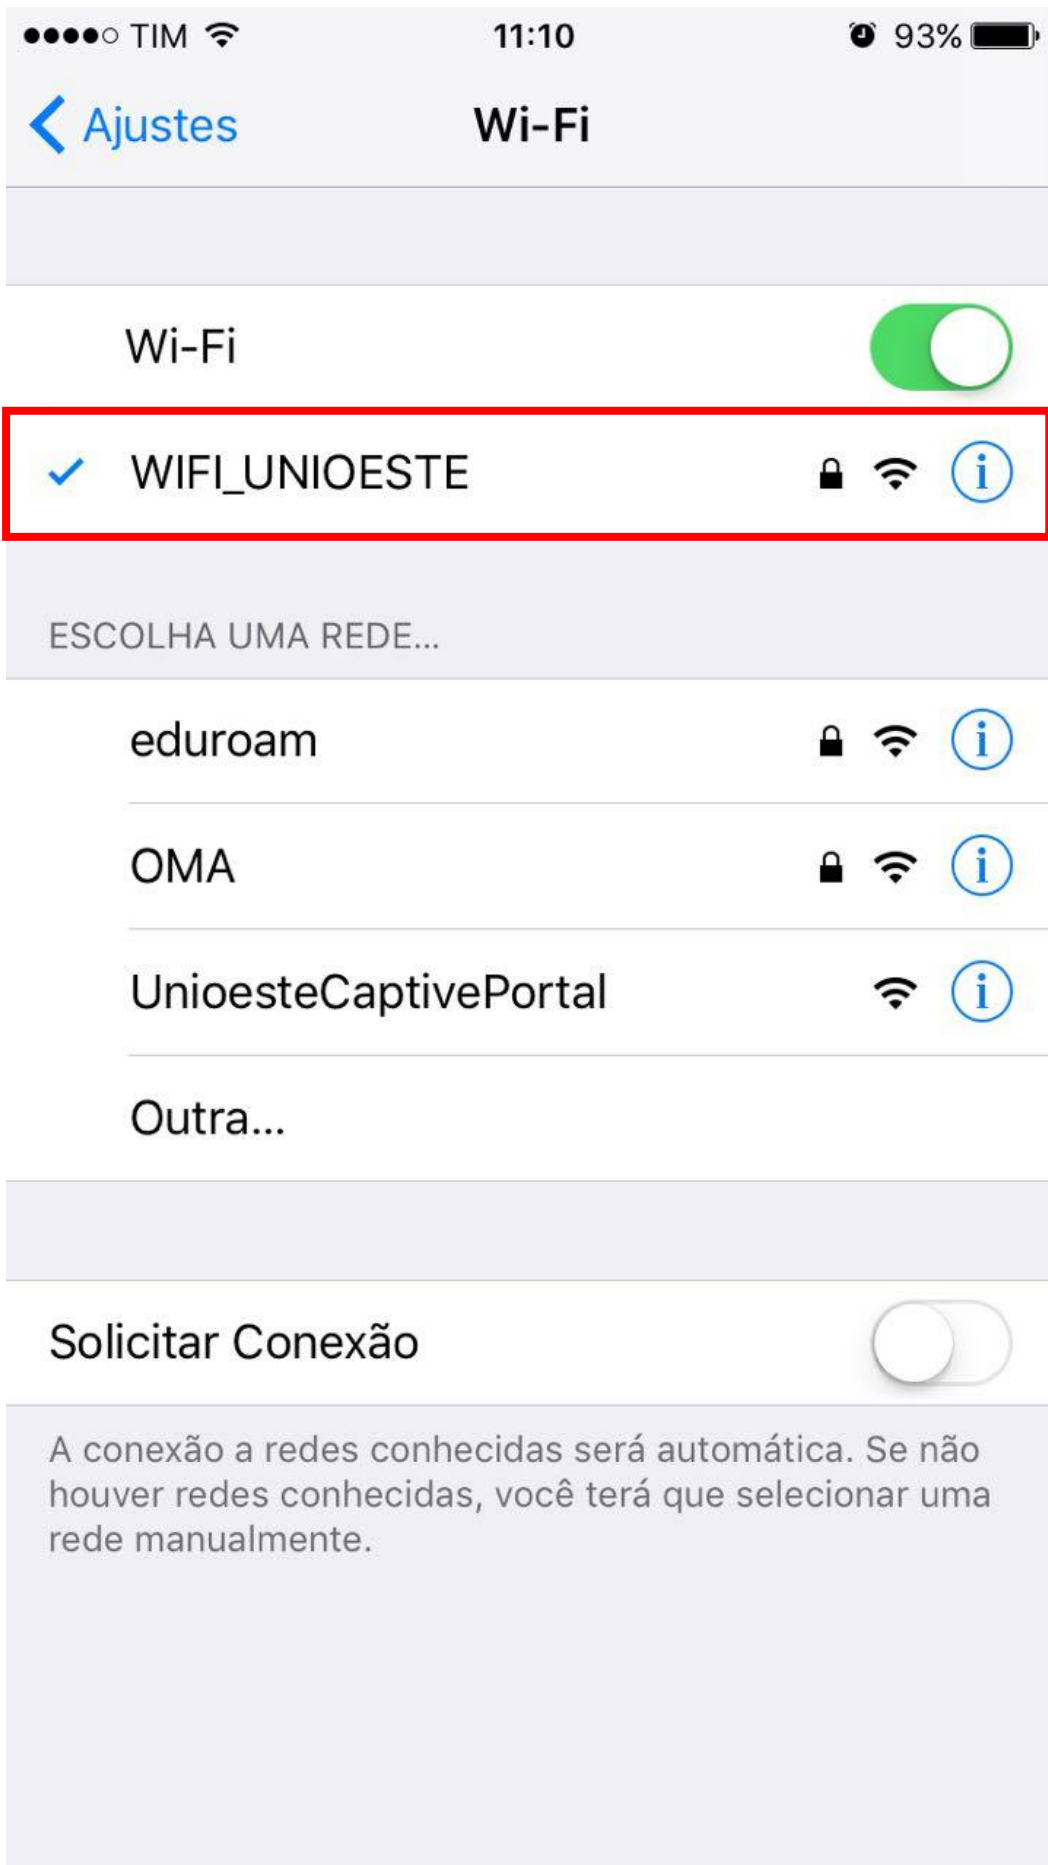 TIM 11:10 93%
Ajustes Wi-Fi
Wi-Fi
WIFI_UNIOESTE
ESCOLHA UMA REDE...
eduroam
OMA
UnioesteCaptivePortal
Outra...
Solicitar Conexão
A conexão a redes conhecidas será automática. Se não
houver redes conhecidas, você terá que selecionar uma
rede manualmente.